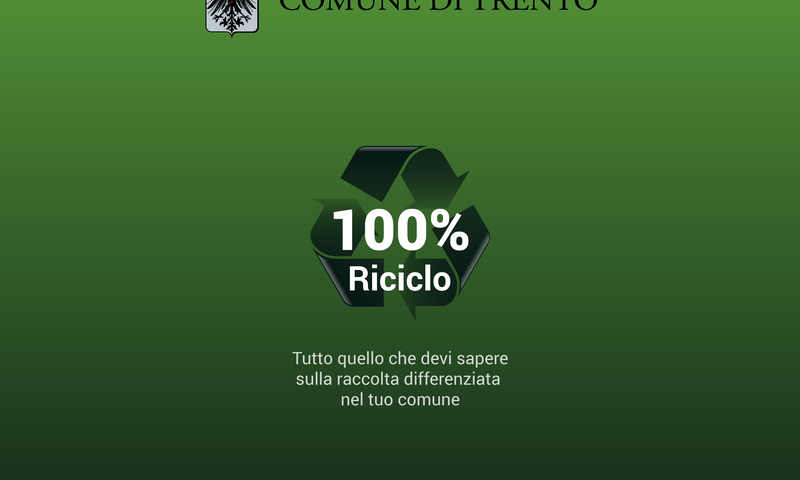 COMUNE DI TRENTO
100%
Riciclo
Tutto quello che devi sapere
sulla raccolta differenziata
nel tuo comune